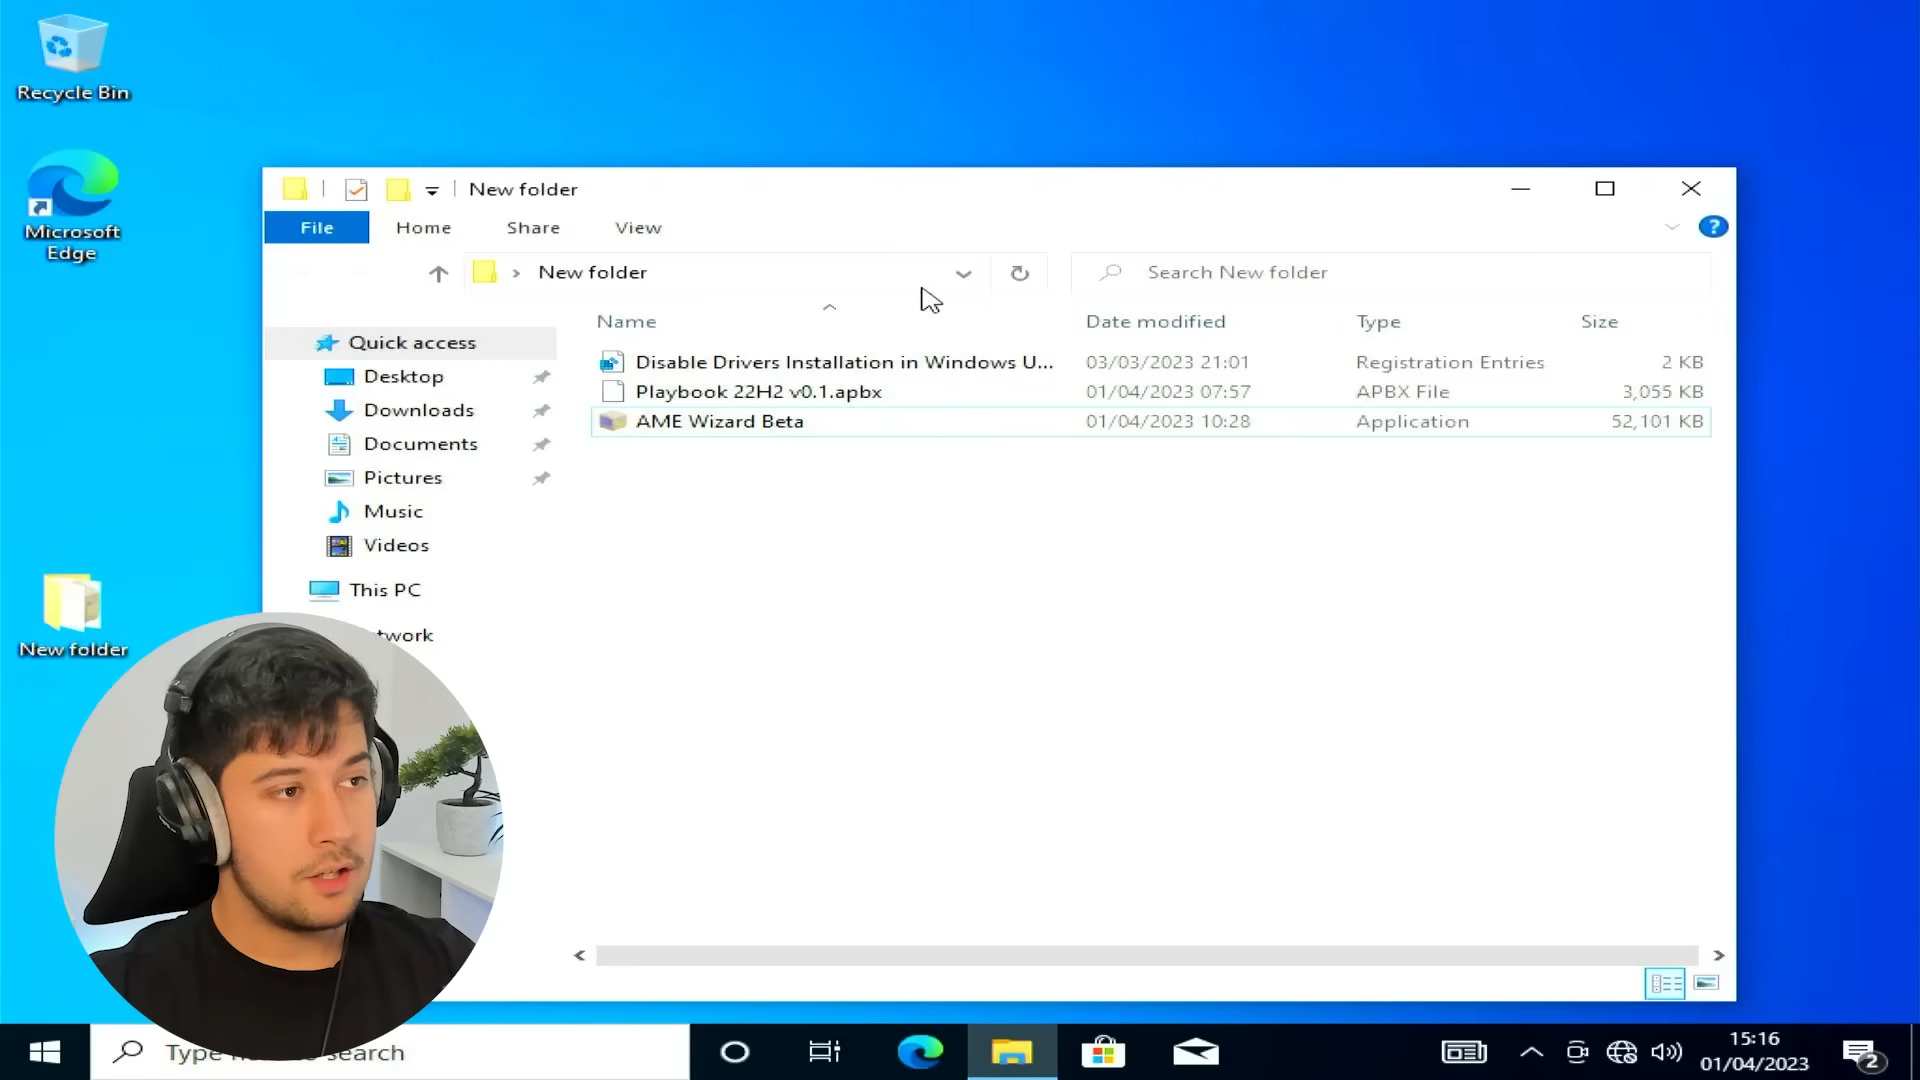 Recycle Bin
Microsoft
Edge
New folder
New folder
File
Home
Share
View
?
New folder
Search New folder
Name
Date modified
Type
Size
Disable Drivers Installation in Windows U...
03/03/2023 21:01
Registration Entries
2 KB
Playbook 22H2 v0.1.apbx
01/04/2023 07:57
APBX File
3,055 KB
AME Wizard Beta
01/04/2023 10:28
Application
52,101 KB
Quick access
Desktop
Downloads
Documents
Pictures
Music
Videos
This PC
twork
Type
search
15:16
01/04/2023
2